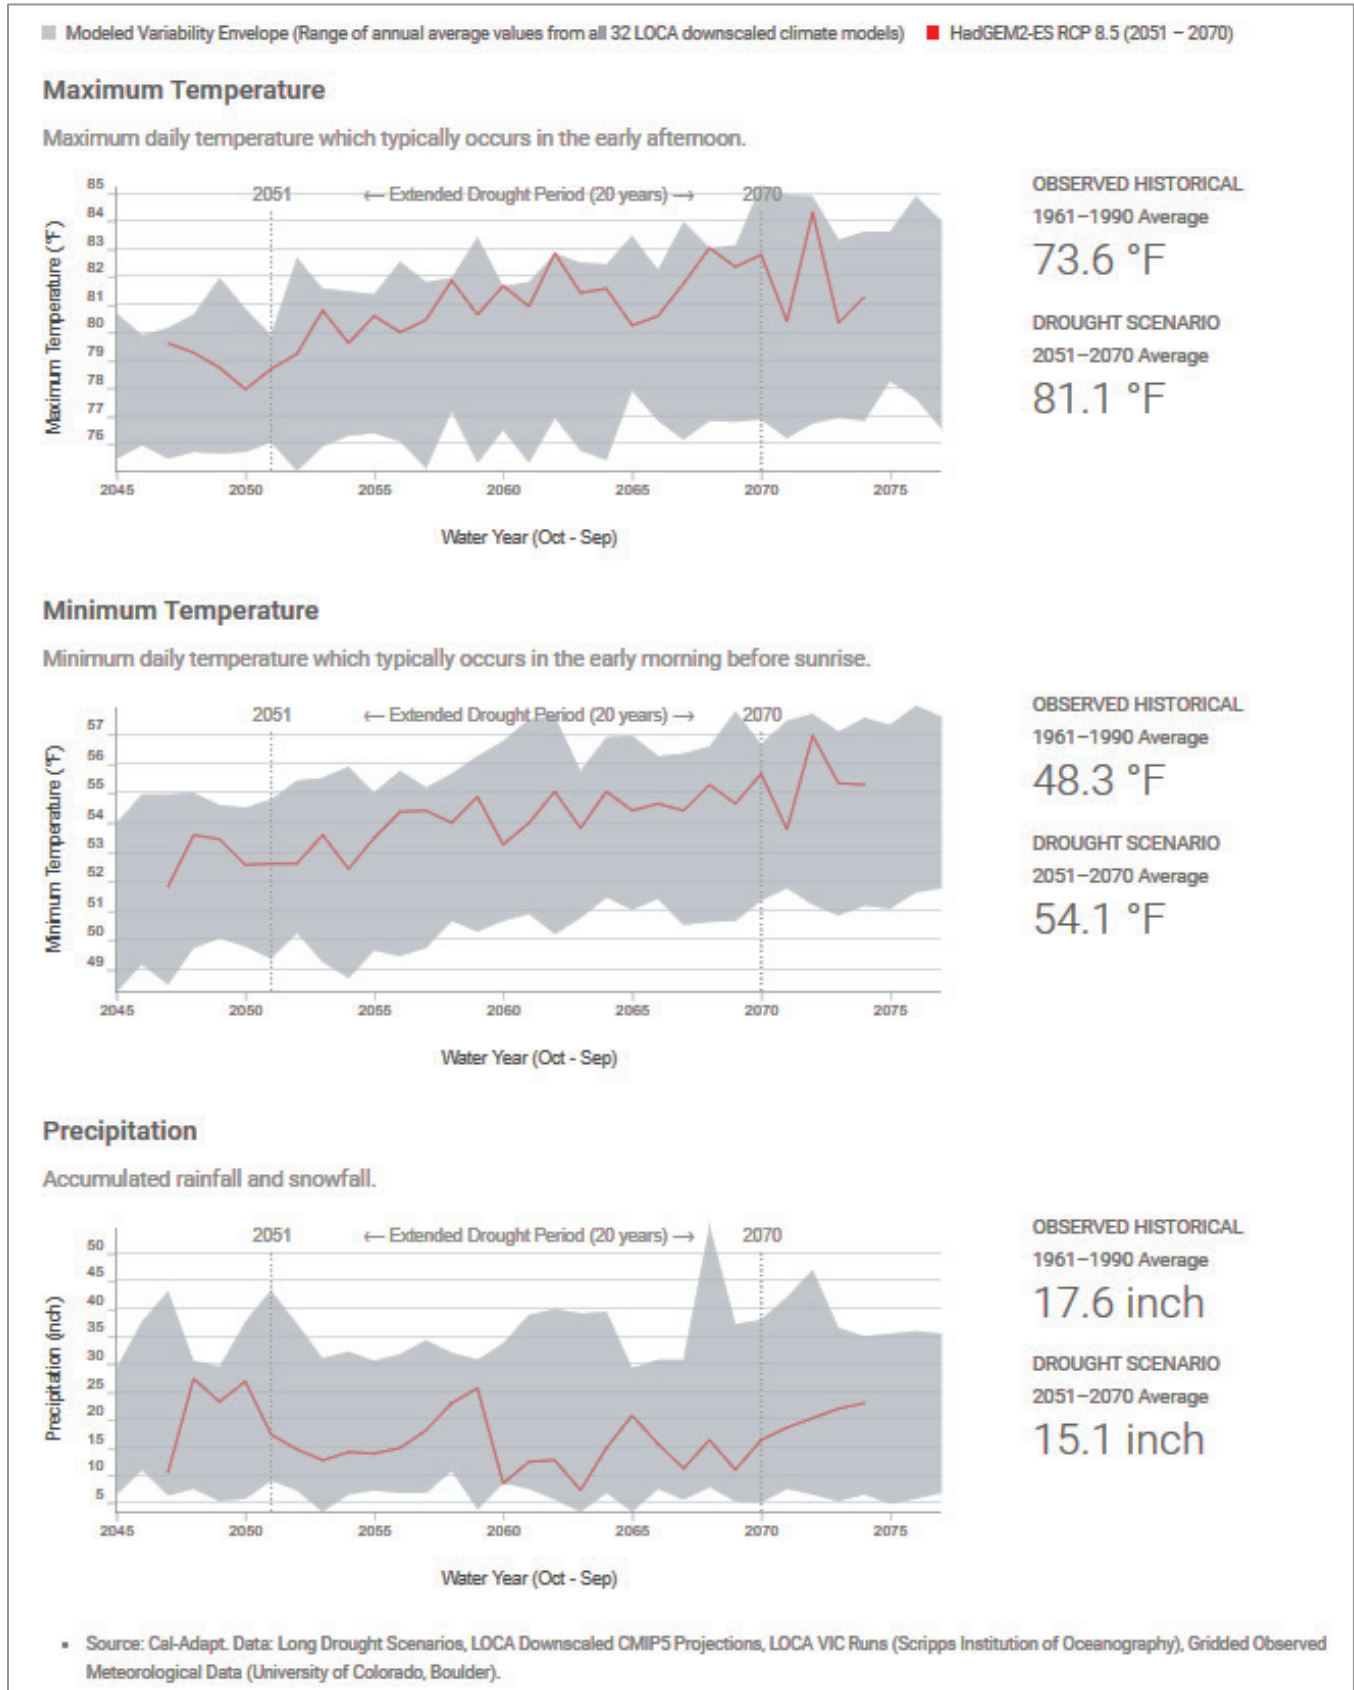 Modeled Variability Envelope (Range of annual average values from all 32 LOCA downscaled climate models) HadGEM2-ES RCP 8.5 (2051 – 2070)
Maximum Temperature
Maximum daily temperature which typically occurs in the early afternoon.
2051 ← Extended Drought Period (20 years) → 2070
Maximum Temperature (°F)
85
84
83
82
81
80
79
78
77
76
2045 2050 2055 2060 2065 2070 2075
Water Year (Oct - Sep)
OBSERVED HISTORICAL
1961–1990 Average
73.6 °F
DROUGHT SCENARIO
2051–2070 Average
81.1 °F
Minimum Temperature
Minimum daily temperature which typically occurs in the early morning before sunrise.
2051 ← Extended Drought Period (20 years) → 2070
Minimum Temperature (°F)
57
56
55
54
53
52
51
50
49
2045 2050 2055 2060 2065 2070 2075
Water Year (Oct - Sep)
OBSERVED HISTORICAL
1961–1990 Average
48.3 °F
DROUGHT SCENARIO
2051–2070 Average
54.1 °F
Precipitation
Accumulated rainfall and snowfall.
2051 ← Extended Drought Period (20 years) → 2070
Precipitation (inch)
50
45
40
35
30
25
20
15
10
5
2045 2050 2055 2060 2065 2070 2075
Water Year (Oct - Sep)
OBSERVED HISTORICAL
1961–1990 Average
17.6 inch
DROUGHT SCENARIO
2051–2070 Average
15.1 inch
• Source: Cal-Adapt. Data: Long Drought Scenarios, LOCA Downscaled CMIP5 Projections, LOCA VIC Runs (Scripps Institution of Oceanography), Gridded Observed
Meteorological Data (University of Colorado, Boulder).